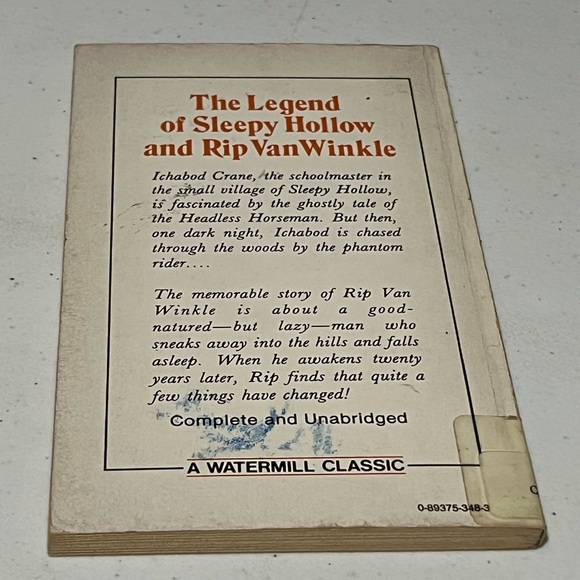 The Legend
of Sleepy Hollow
and Rip Van Winkle
Ichabod Crane, the schoolmaster in
the small village of Sleepy Hollow,
is fascinated by the ghostly tale of
the Headless Horseman. But then,
one dark night, Ichabod is chased
through the woods by the phantom
rider....
The memorable story of Rip Van
Winkle is about a good-
natured—but lazy—man who
sneaks away into the hills and falls
asleep. When he awakens twenty
years later, Rip finds that quite a
few things have changed!
Complete and Unabridged
A WATERMILL CLASSIC
0-89375-348-3